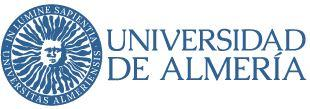 IN LUMINE SAPIENTIA
UNIVERSITAS ALMERIENSIS
UNIVERSIDAD
DE ALMERÍA